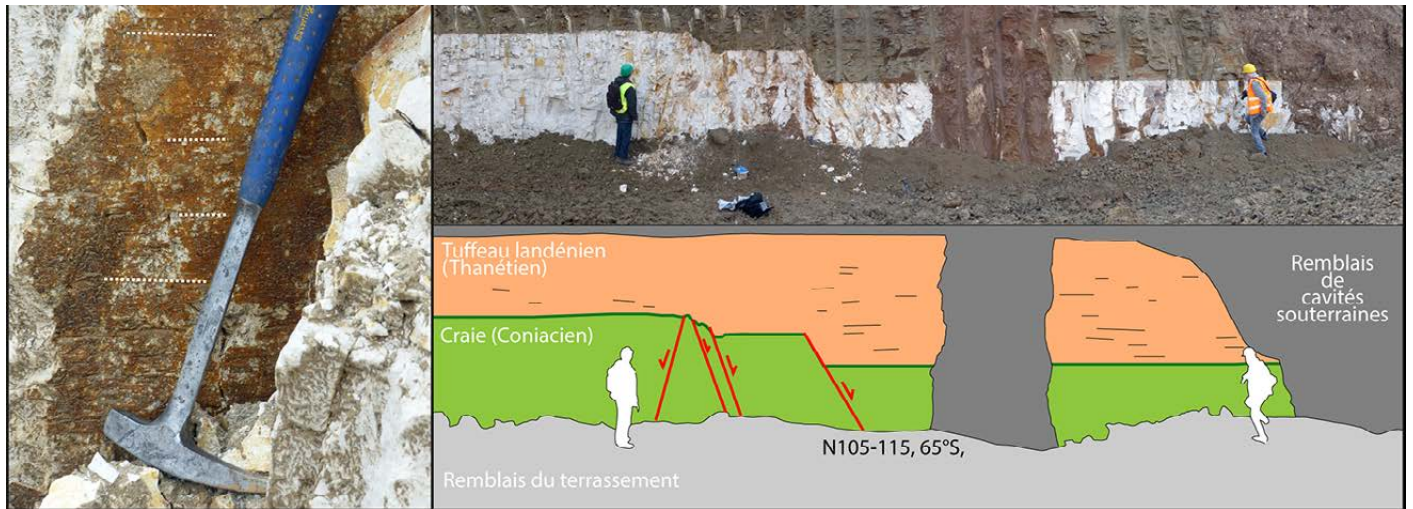 Tuffeau landénien
(Thanétien)
Craie (Coniacien)
Remblais
de
cavités
souterraines
N105-115, 65°S,
Remblais du terrassement